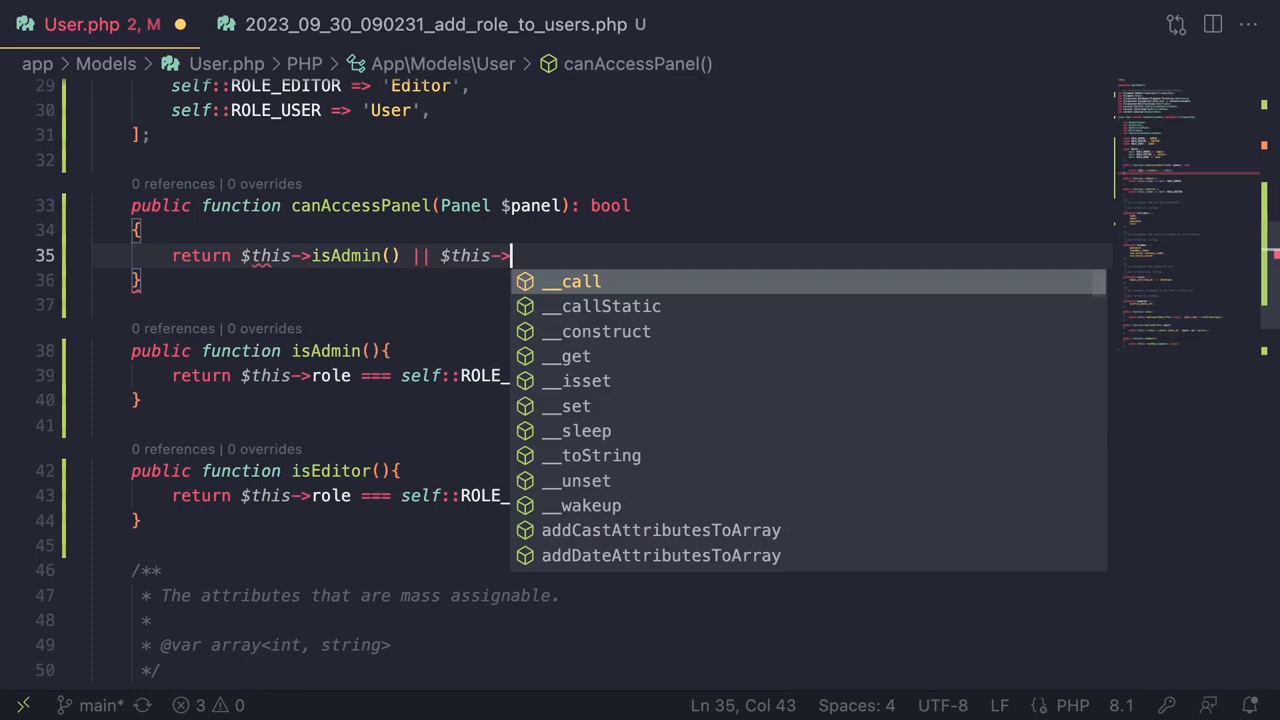 User.php 2, M
2023_09_30_090231_add_role_to_users.php U
app Models User.php PHP App\Models\User canAccessPanel()
29 self::ROLE_EDITOR => 'Editor',
30 self::ROLE_USER => 'User',
31 ];
32
0 references | 0 overrides
33 public function canAccessPanel(Panel $panel): bool
34 {
35 return $this->isAdmin() || $this->
36 }
37
0 references | 0 overrides
38 public function isAdmin(){
39 return $this->role === self::ROLE_
40 }
41
0 references | 0 overrides
42 public function isEditor(){
43 return $this->role === self::ROLE_
44 }
45
46 /**
47 * The attributes that are mass assignable.
48 *
49 * @var array<int, string>
50 */
__call
__callStatic
__construct
__get
__isset
__set
__sleep
__toString
__unset
__wakeup
addCastAttributesToArray
addDateAttributesToArray
main* 3 0 Ln 35, Col 43 Spaces: 4 UTF-8 LF PHP 8.1